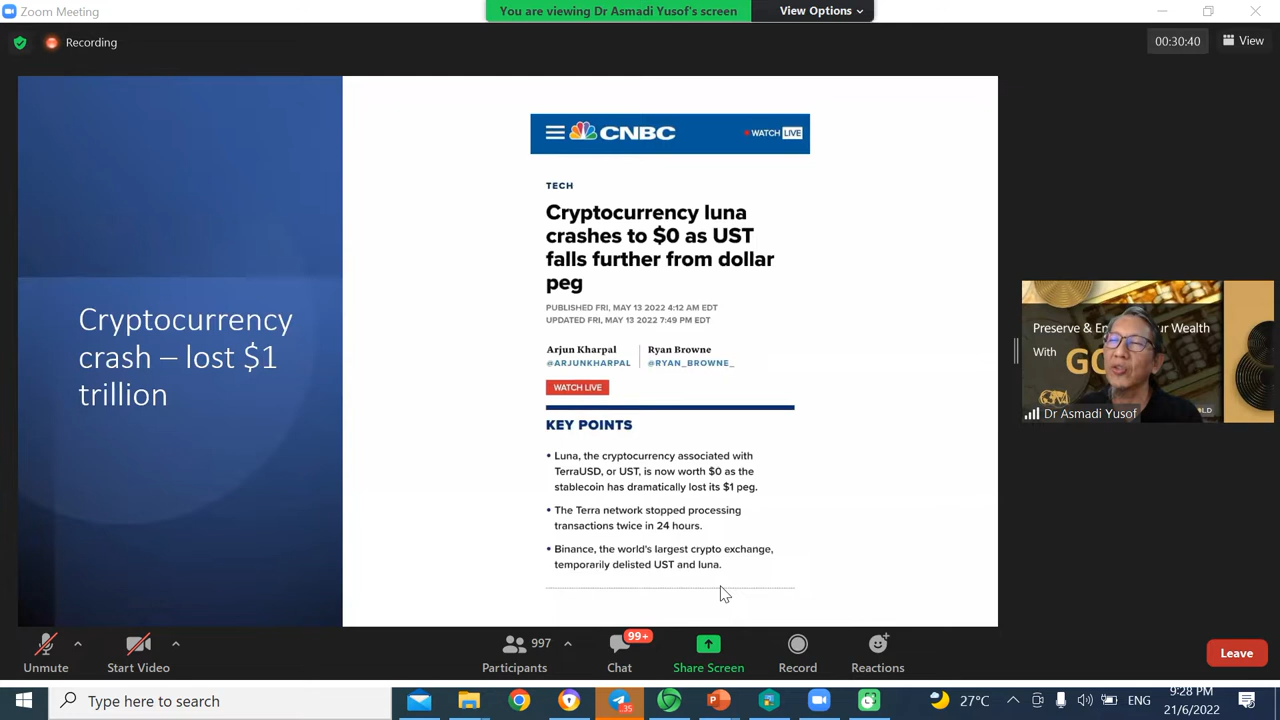 Zoom Meeting
You are viewing Dr Asmadi Yusof's screen
View Options
Recording
00:30:40
View
CNBC
WATCH LIVE
TECH
Cryptocurrency luna
crashes to $0 as UST
falls further from dollar
peg
PUBLISHED FRI, MAY 13 2022 4:12 AM EDT
UPDATED FRI, MAY 13 2022 7:49 PM EDT
Arjun Kharpal
@ARJUNKHARPAL
Ryan Browne
@RYAN_BROWNE_
WATCH LIVE
KEY POINTS
• Luna, the cryptocurrency associated with
TerraUSD, or UST, is now worth $0 as the
stablecoin has dramatically lost its $1 peg.
• The Terra network stopped processing
transactions twice in 24 hours.
• Binance, the world's largest crypto exchange,
temporarily delisted UST and luna.
Cryptocurrency
crash – lost $1
trillion
Preserve & En ur Wealth
With GO
LD
Dr Asmadi Yusof
Unmute
Start Video
997
Participants
99+
Chat
Share Screen
Record
Reactions
Leave
Type here to search
35
27°C
ENG
9:28 PM
21/6/2022